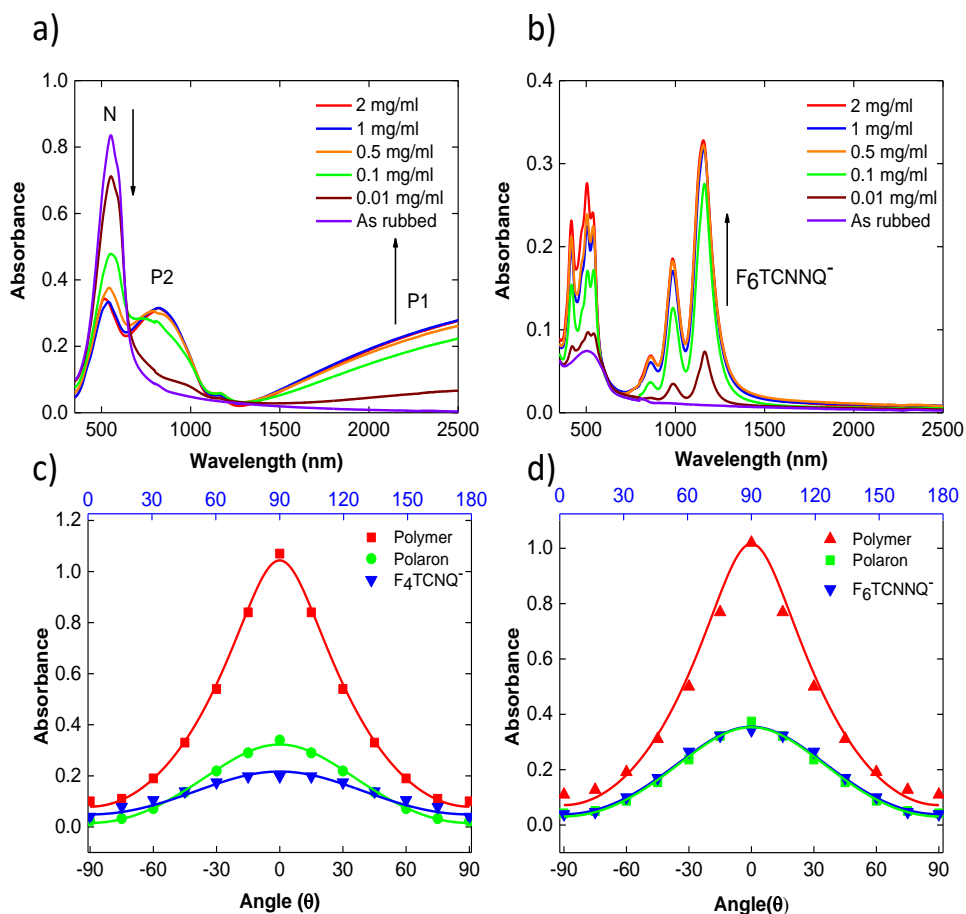 a)
b)
1.0
0.8
0.6
0.4
0.2
0.0
Absorbance
N
P2
P1
2 mg/ml
1 mg/ml
0.5 mg/ml
0.1 mg/ml
0.01 mg/ml
As rubbed
500 1000 1500 2000 2500
Wavelength (nm)
0.4
0.3
0.2
0.1
0.0
Absorbance
2 mg/ml
1 mg/ml
0.5 mg/ml
0.1 mg/ml
0.01 mg/ml
As rubbed
F6TCNNQ-
500 1000 1500 2000 2500
Wavelength (nm)
c)
d)
0 30 60 90 120 150 180
1.2
1.0
0.8
0.6
0.4
0.2
0.0
Absorbance
Polymer
Polaron
F4TCNQ-
-90 -60 -30 0 30 60 90
Angle (θ)
0 30 60 90 120 150 180
1.0
0.8
0.6
0.4
0.2
0.0
Absorbance
Polymer
Polaron
F6TCNNQ-
-90 -60 -30 0 30 60 90
Angle(θ)